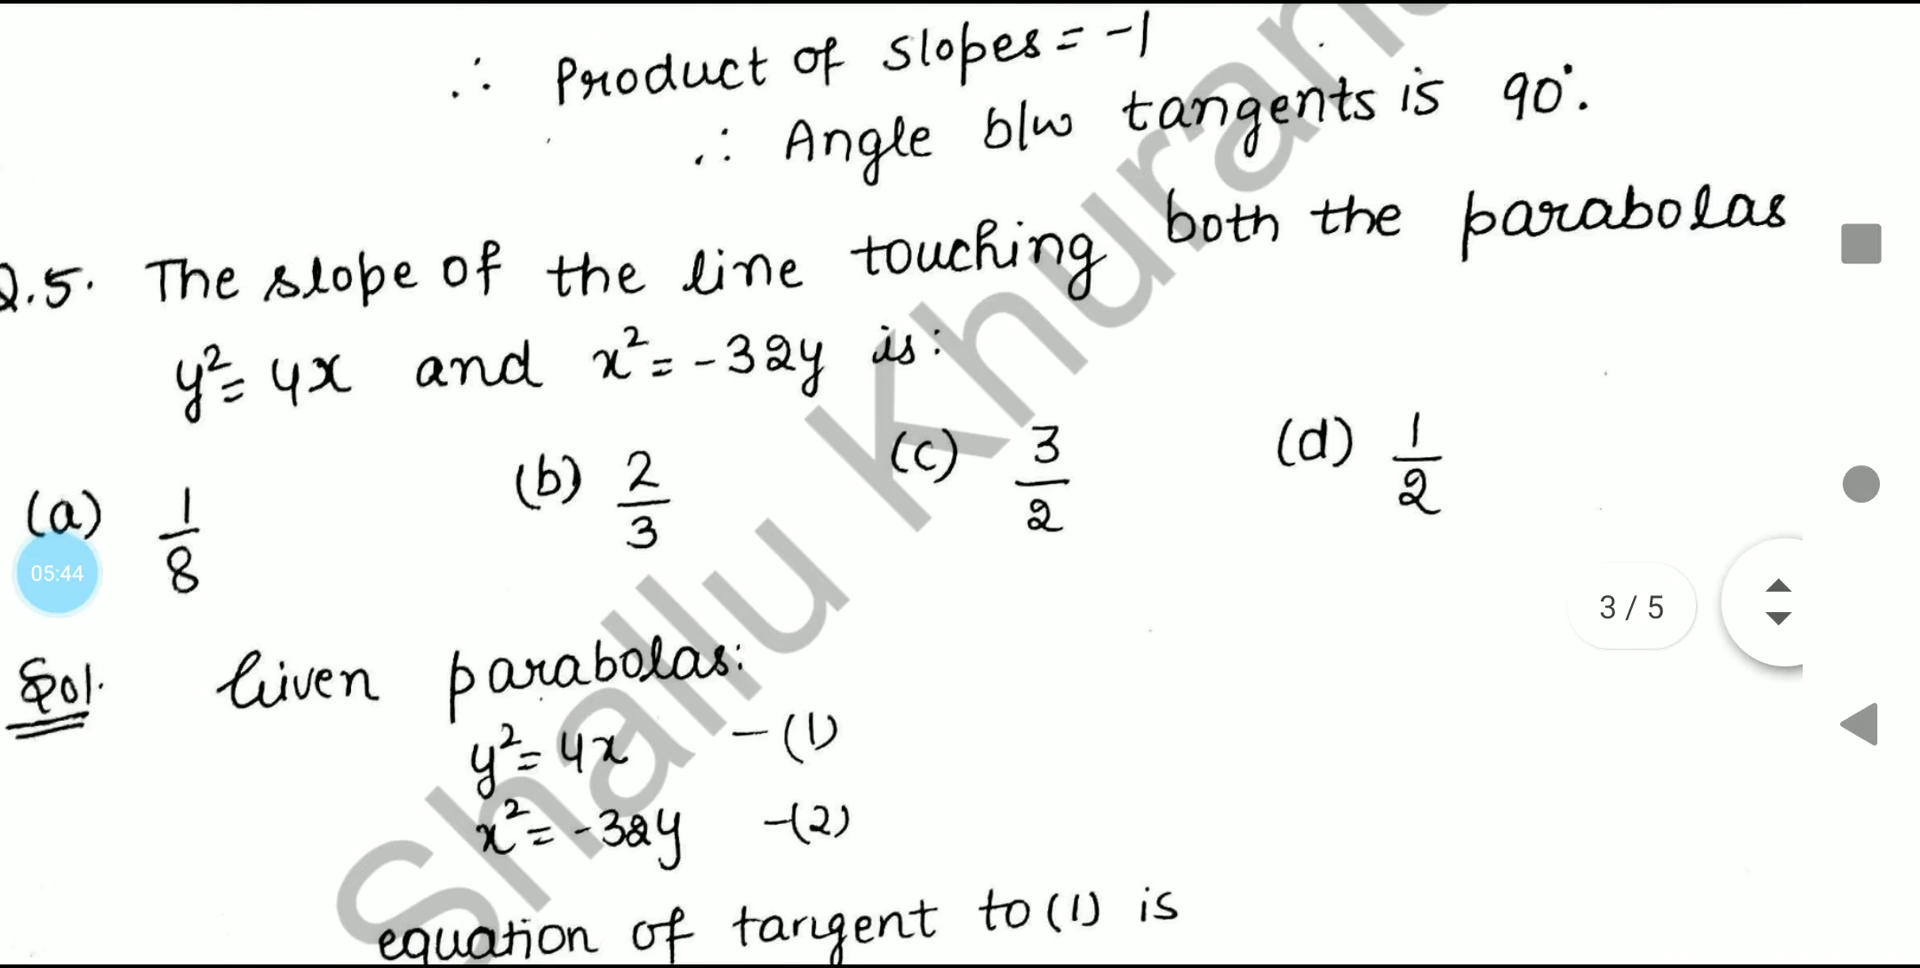 ∴ Product of slopes = -1
∴ Angle b/w tangents is 90°.
Q.5. The slope of the line touching both the parabolas
y² = 4x and x² = -32y is:
(a) 1/8 (b) 2/3 (c) 3/2 (d) 1/2
05:44
3 / 5
Sol. Given parabolas:
y² = 4x -(1)
x² = -32y -(2)
equation of tangent to (1) is
Shallu Khurana